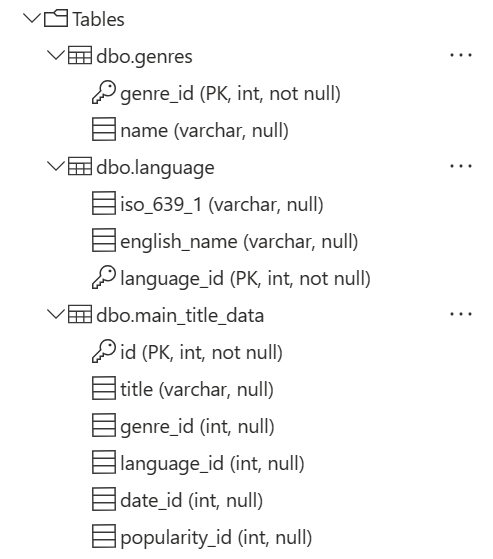 Tables
dbo.genres
genre_id (PK, int, not null)
name (varchar, null)
dbo.language
iso_639_1 (varchar, null)
english_name (varchar, null)
language_id (PK, int, not null)
dbo.main_title_data
id (PK, int, not null)
title (varchar, null)
genre_id (int, null)
language_id (int, null)
date_id (int, null)
popularity_id (int, null)